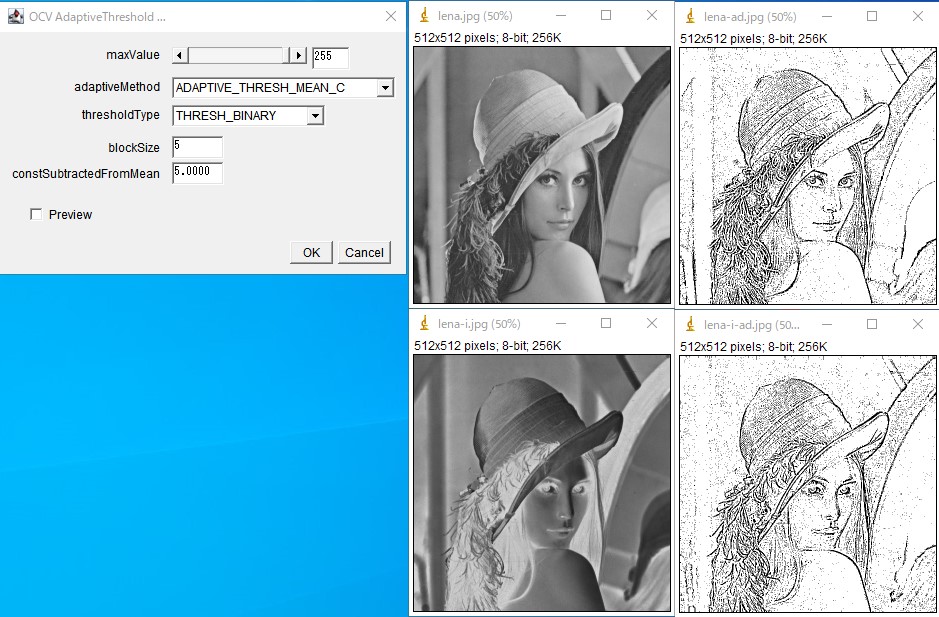 OCV AdaptiveThreshold ...
maxValue 255
adaptiveMethod ADAPTIVE_THRESH_MEAN_C
thresholdType THRESH_BINARY
blockSize 5
constSubtractedFromMean 5.0000
Preview
OK Cancel
lena.jpg (50%)
512x512 pixels; 8-bit; 256K
lena-ad.jpg (50%)
512x512 pixels; 8-bit; 256K
lena-i.jpg (50%)
512x512 pixels; 8-bit; 256K
lena-i-ad.jpg (50...
512x512 pixels; 8-bit; 256K